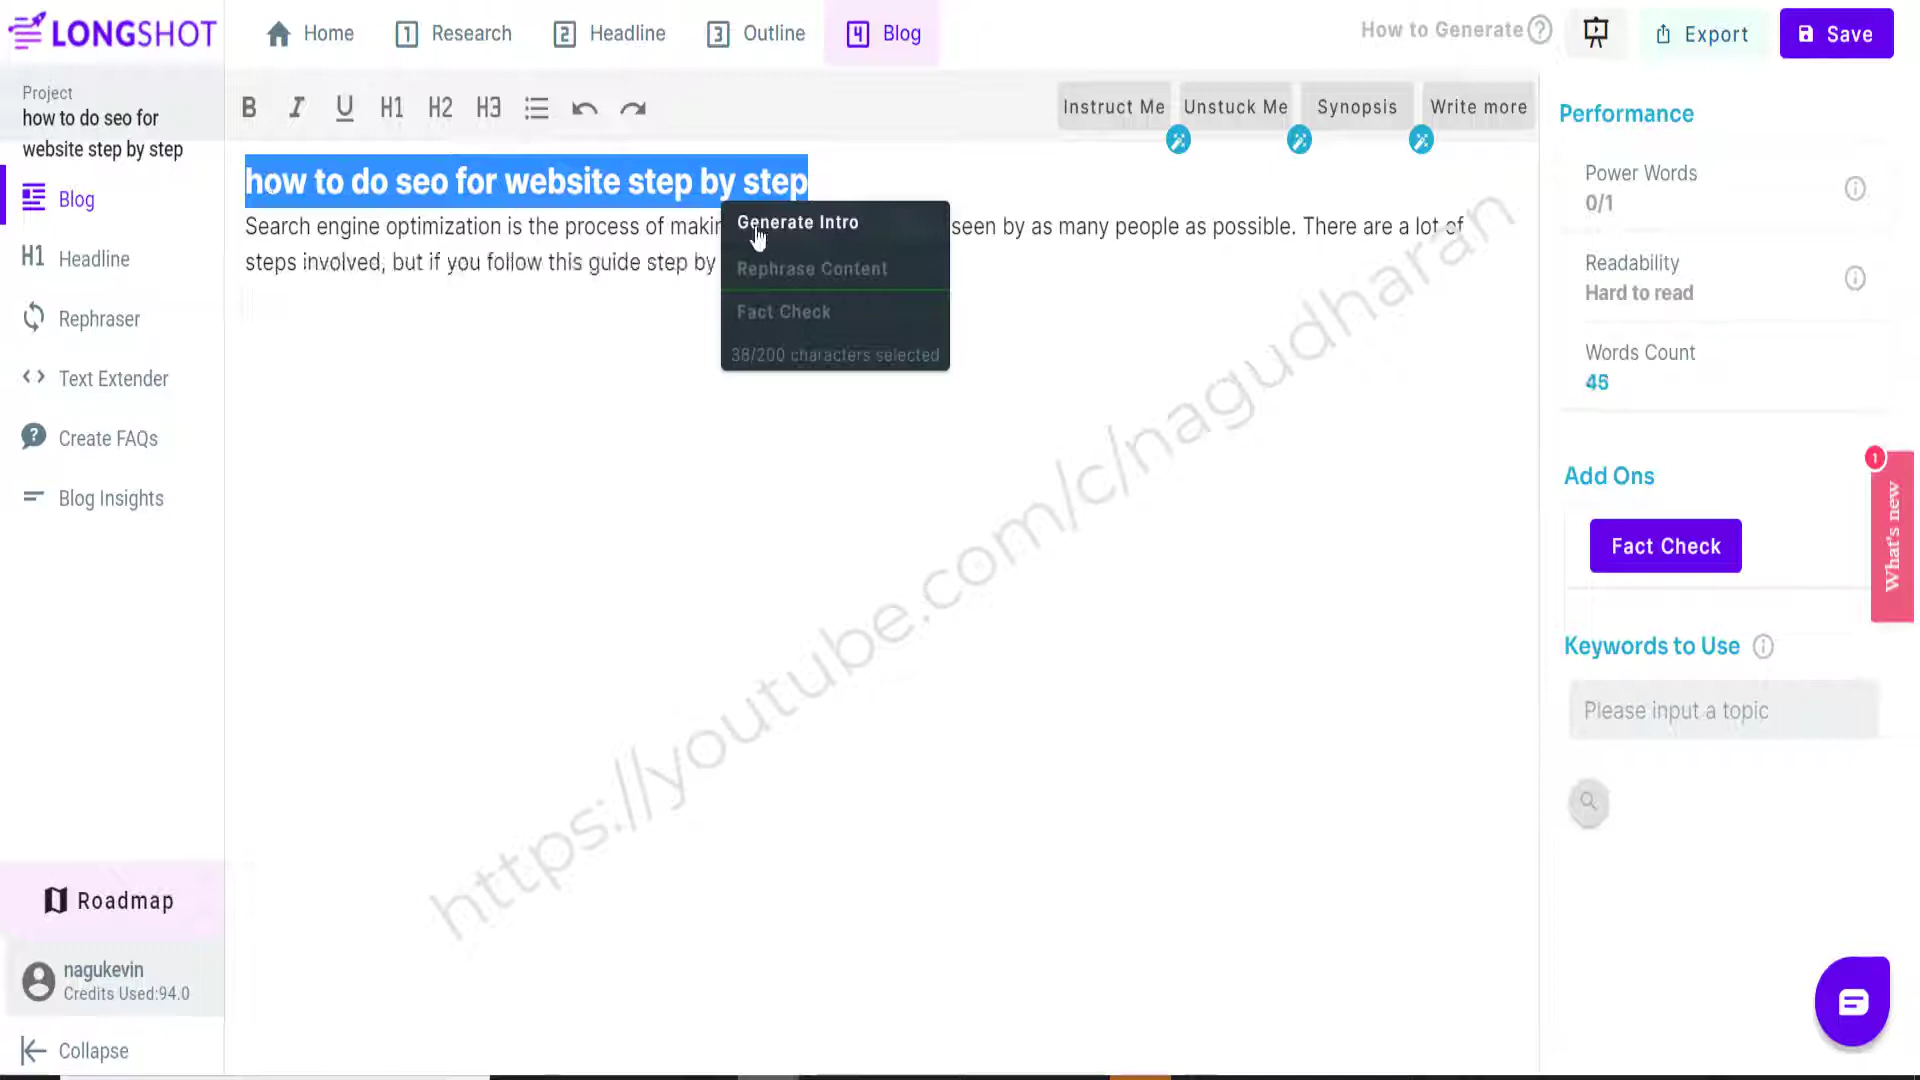 LONGSHOT
Home
1 Research
2 Headline
3 Outline
4 Blog
How to Generate ?
Export
Save
Project
how to do seo for
website step by step
Blog
H1 Headline
Rephraser
Text Extender
Create FAQs
Blog Insights
Roadmap
nagukevin
Credits Used:94.0
Collapse
B I U H1 H2 H3
Instruct Me
Unstuck Me
Synopsis
Write more
how to do seo for website step by step
Search engine optimization is the process of makin seen by as many people as possible. There are a lot of
steps involved, but if you follow this guide step by
Generate Intro
Rephrase Content
Fact Check
38/200 characters selected
https://youtube.com/c/nagudharan
Performance
Power Words
0/1
Readability
Hard to read
Words Count
45
Add Ons
Fact Check
1
What's new
Keywords to Use
Please input a topic